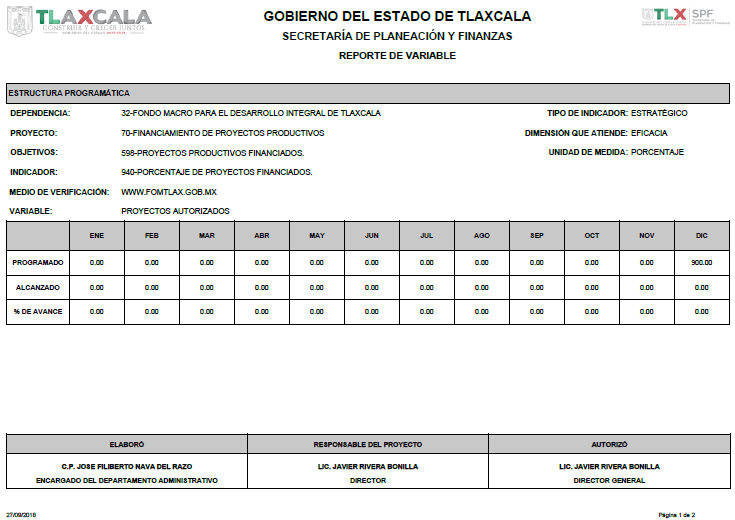 TLAXCALA
CONSTRUIR Y CRECER JUNTOS
GOBIERNO DEL ESTADO DE TLAXCALA
SECRETARÍA DE PLANEACIÓN Y FINANZAS
REPORTE DE VARIABLE
TLX SPF
ESTRUCTURA PROGRAMÁTICA
DEPENDENCIA: 32-FONDO MACRO PARA EL DESARROLLO INTEGRAL DE TLAXCALA TIPO DE INDICADOR: ESTRATÉGICO
PROYECTO: 70-FINANCIAMIENTO DE PROYECTOS PRODUCTIVOS DIMENSIÓN QUE ATIENDE: EFICACIA
OBJETIVOS: 598-PROYECTOS PRODUCTIVOS FINANCIADOS. UNIDAD DE MEDIDA: PORCENTAJE
INDICADOR: 940-PORCENTAJE DE PROYECTOS FINANCIADOS.
MEDIO DE VERIFICACIÓN: WWW.FOMTLAX.GOB.MX
VARIABLE: PROYECTOS AUTORIZADOS
ENE FEB MAR ABR MAY JUN JUL AGO SEP OCT NOV DIC
PROGRAMADO 0.00 0.00 0.00 0.00 0.00 0.00 0.00 0.00 0.00 0.00 0.00 900.00
ALCANZADO 0.00 0.00 0.00 0.00 0.00 0.00 0.00 0.00 0.00 0.00 0.00 0.00
% DE AVANCE 0.00 0.00 0.00 0.00 0.00 0.00 0.00 0.00 0.00 0.00 0.00 0.00
ELABORÓ RESPONSABLE DEL PROYECTO AUTORIZÓ
C.P. JOSE FILIBERTO NAVA DEL RAZO LIC. JAVIER RIVERA BONILLA LIC. JAVIER RIVERA BONILLA
ENCARGADO DEL DEPARTAMENTO ADMINISTRATIVO DIRECTOR DIRECTOR GENERAL
27/09/2018 Página 1 de 2